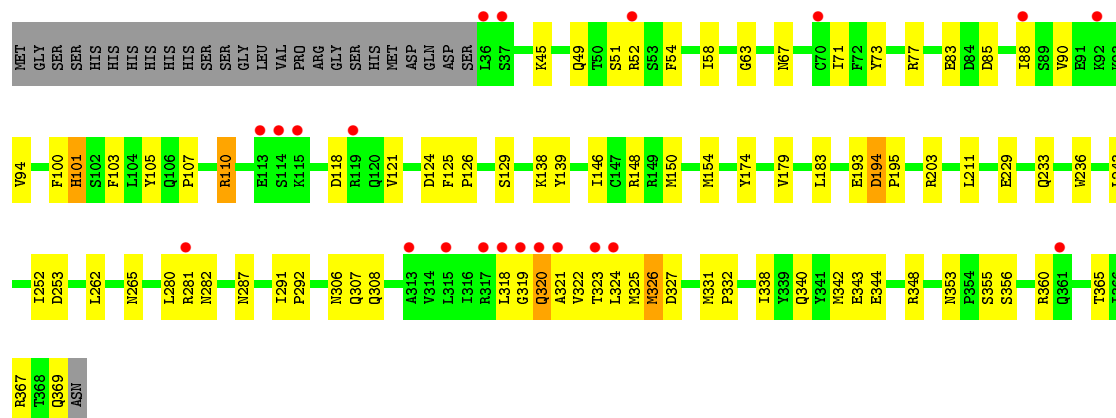 MET GLY SER SER HIS HIS HIS HIS HIS HIS SER SER GLY LEU VAL PRO ARG GLY SER HIS MET ASP GLN ASP SER L36 S37 K45 Q49 T50 S51 R52 S53 F54 I58 G63 N67 C70 I71 F72 Y73 R77 E83 D84 D85 I88 S89 V90 E91 K92
V94 F100 H101 S102 F103 L104 Y105 Q106 P107 R110 E113 S114 K115 D118 R119 Q120 V121 D124 F125 P126 S129 K138 Y139 I146 C147 R148 R149 M150 M154 Y174 V179 L183 E193 D194 P195 R203 L211 E229 Q233 W236
I252 D253 L262 N265 L280 R281 N282 N287 I291 P292 N306 Q307 Q308 A313 V314 L315 I316 R317 L318 G319 Q320 A321 V322 T323 L324 M325 M326 D327 M331 P332 I338 Y339 Q340 Y341 M342 E343 E344 R348 N353 P354 S355 S356 R360 Q361 T365
R367 T368 Q369 ASN